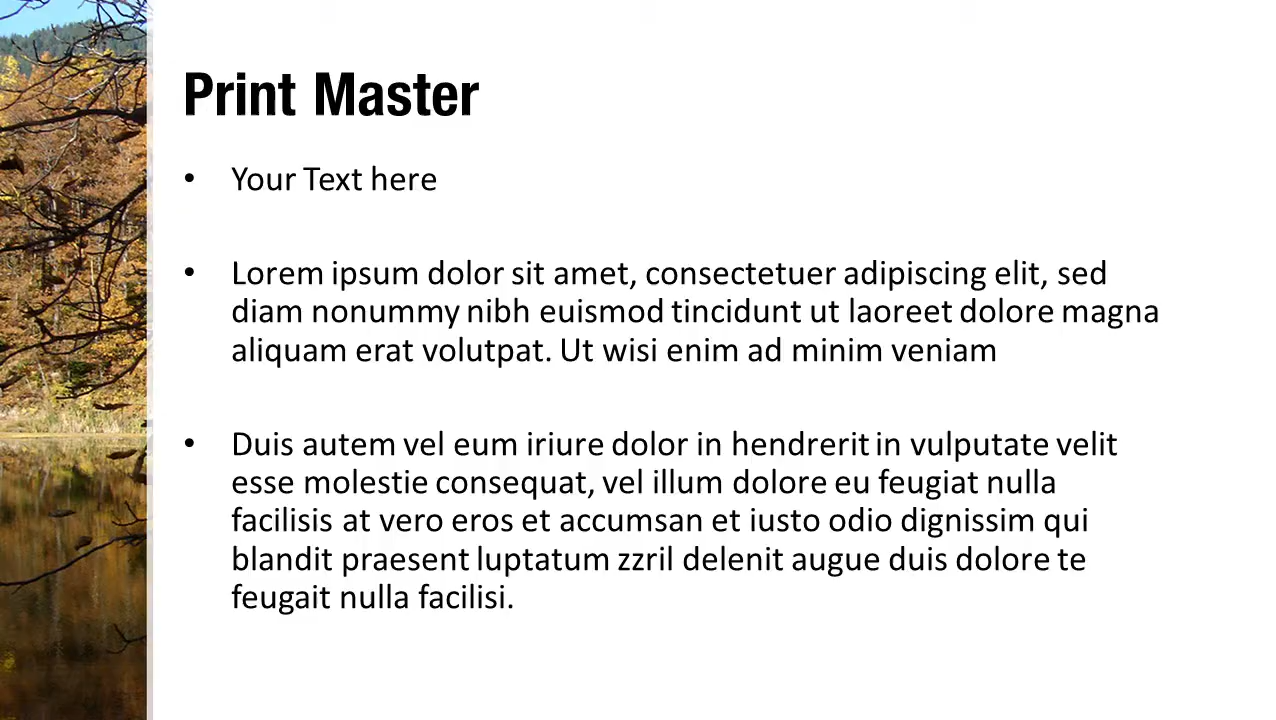 Print Master
• Your Text here
• Lorem ipsum dolor sit amet, consectetuer adipiscing elit, sed
diam nonummy nibh euismod tincidunt ut laoreet dolore magna
aliquam erat volutpat. Ut wisi enim ad minim veniam
• Duis autem vel eum iriure dolor in hendrerit in vulputate velit
esse molestie consequat, vel illum dolore eu feugiat nulla
facilisis at vero eros et accumsan et iusto odio dignissim qui
blandit praesent luptatum zzril delenit augue duis dolore te
feugait nulla facilisi.